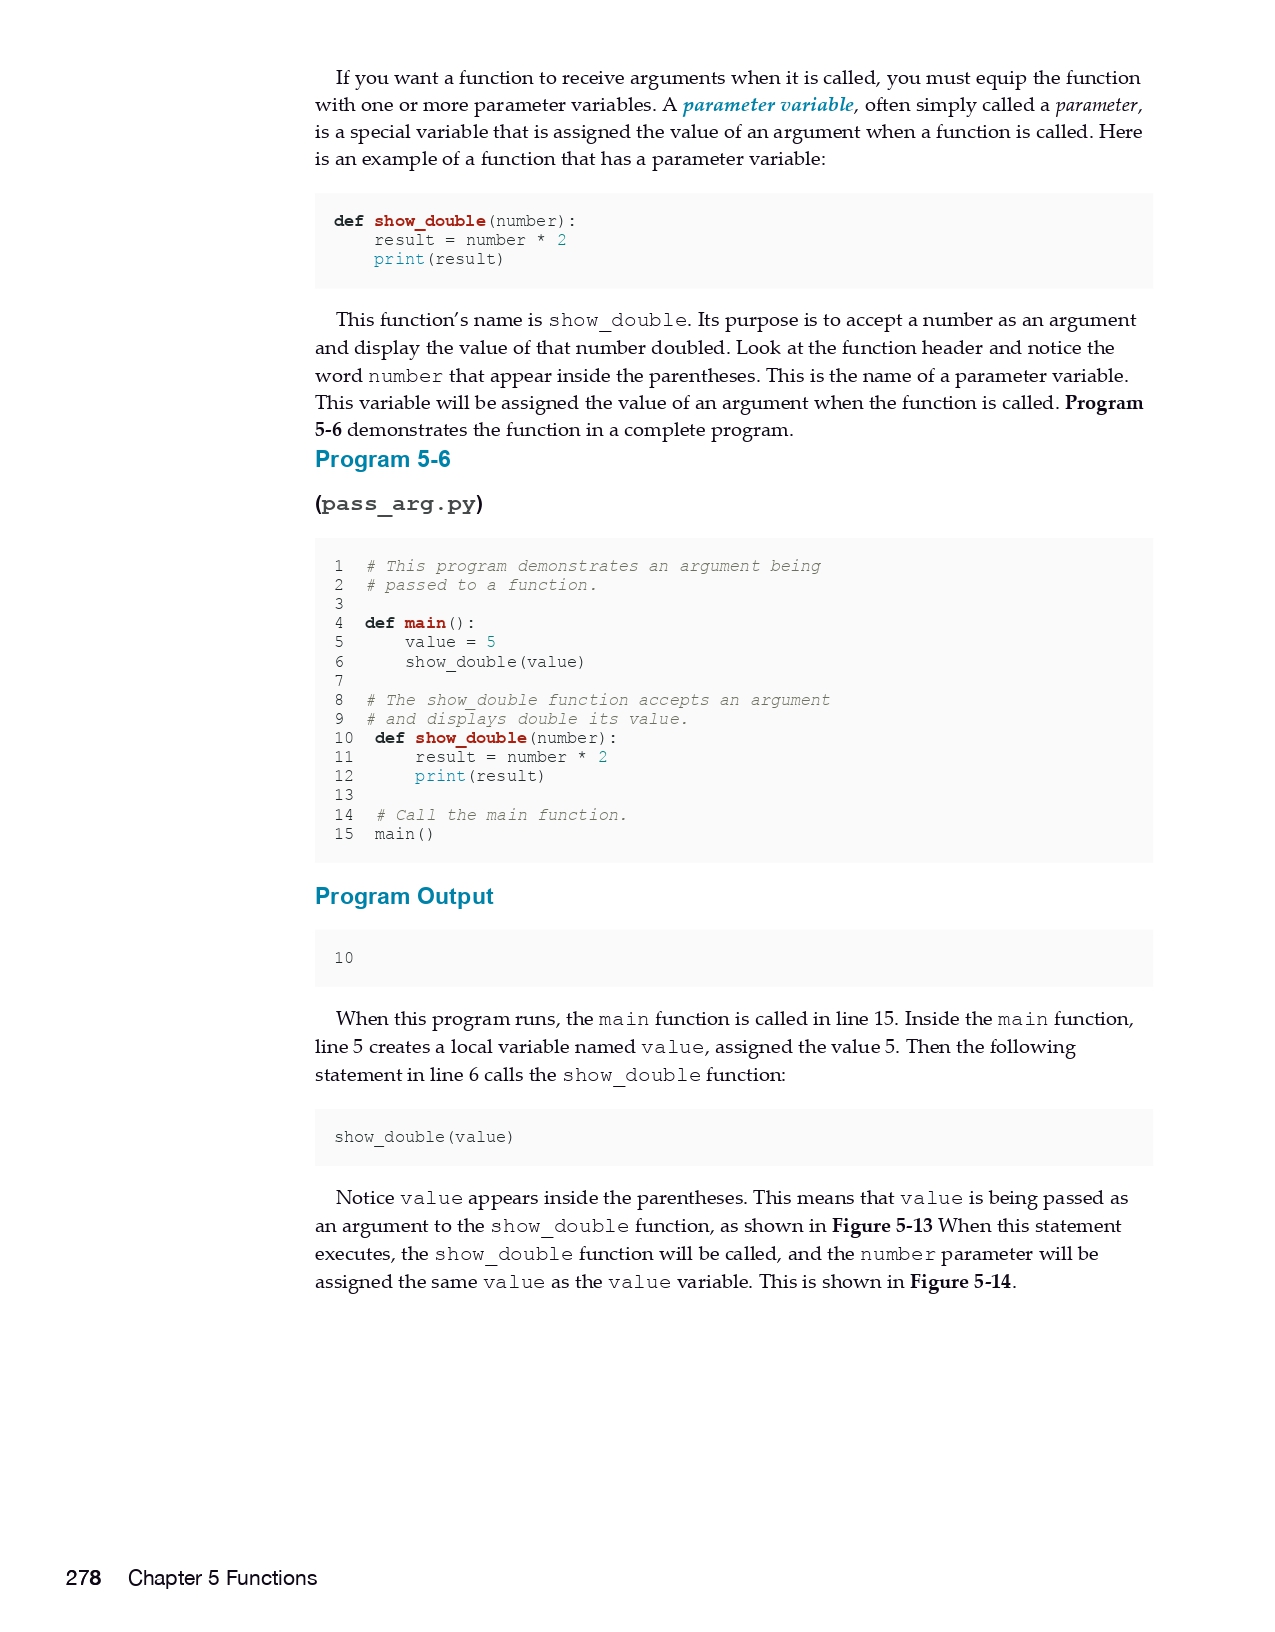 If you want a function to receive arguments when it is called, you must equip the function
with one or more parameter variables. A parameter variable, often simply called a parameter,
is a special variable that is assigned the value of an argument when a function is called. Here
is an example of a function that has a parameter variable:
def show_double(number):
    result = number * 2
    print(result)
This function’s name is show_double. Its purpose is to accept a number as an argument
and display the value of that number doubled. Look at the function header and notice the
word number that appear inside the parentheses. This is the name of a parameter variable.
This variable will be assigned the value of an argument when the function is called. Program
5-6 demonstrates the function in a complete program.
Program 5-6
(pass_arg.py)
1  # This program demonstrates an argument being
2  # passed to a function.
3
4  def main():
5      value = 5
6      show_double(value)
7
8  # The show_double function accepts an argument
9  # and displays double its value.
10  def show_double(number):
11      result = number * 2
12      print(result)
13
14  # Call the main function.
15  main()
Program Output
10
When this program runs, the main function is called in line 15. Inside the main function,
line 5 creates a local variable named value, assigned the value 5. Then the following
statement in line 6 calls the show_double function:
show_double(value)
Notice value appears inside the parentheses. This means that value is being passed as
an argument to the show_double function, as shown in Figure 5-13 When this statement
executes, the show_double function will be called, and the number parameter will be
assigned the same value as the value variable. This is shown in Figure 5-14.
278 Chapter 5 Functions